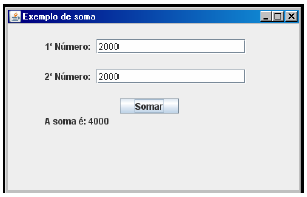 Exemplo de soma
1º Número: 2000
2º Número: 2000
Somar
A soma é: 4000